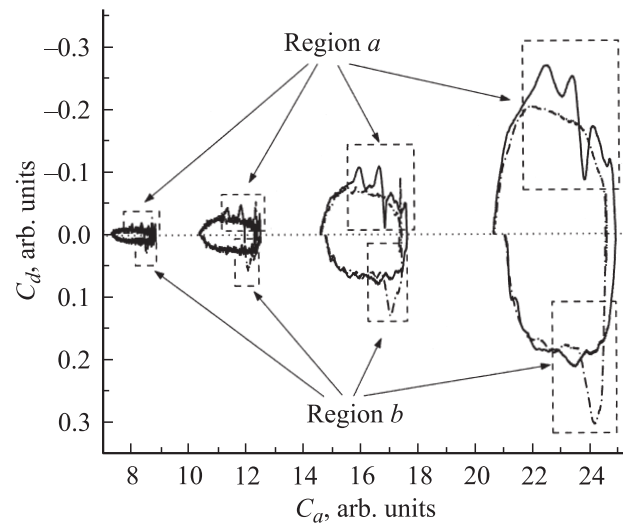 Region a
–0.3
–0.2
–0.1
0.0
0.1
0.2
0.3
C_d, arb. units
Region b
8 10 12 14 16 18 20 22 24
C_a, arb. units